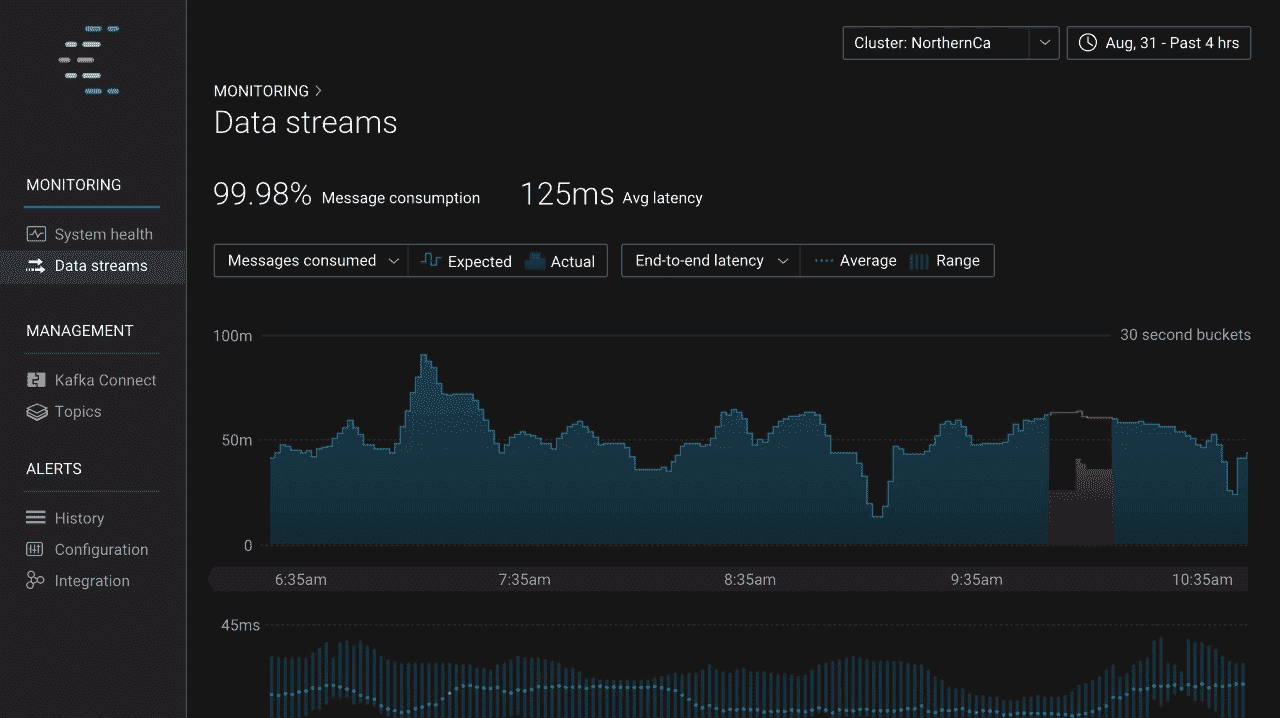 Cluster: NorthernCa
Aug, 31 - Past 4 hrs
MONITORING >
Data streams
99.98% Message consumption 125ms Avg latency
Messages consumed Expected Actual End-to-end latency Average Range
MONITORING
System health
Data streams
MANAGEMENT
Kafka Connect
Topics
ALERTS
History
Configuration
Integration
100m
30 second buckets
50m
0
6:35am 7:35am 8:35am 9:35am 10:35am
45ms